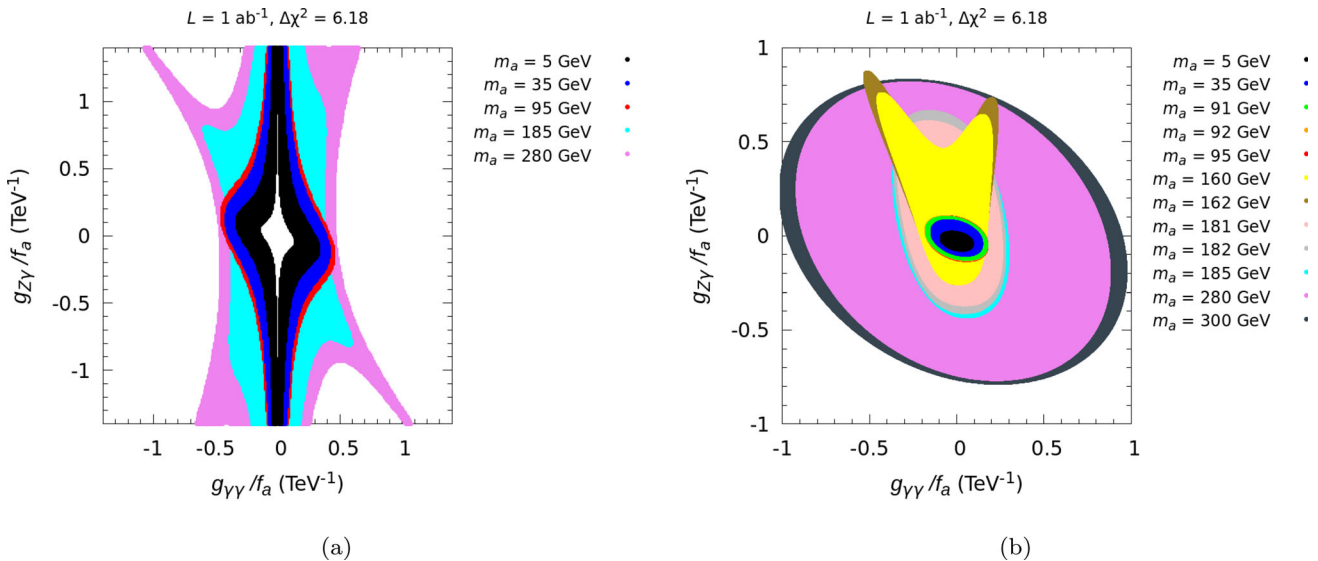 L = 1 ab⁻¹, Δχ² = 6.18
g_Zγ /f_a (TeV⁻¹)
1
0.5
0
-0.5
-1
-1
-0.5
0
0.5
1
g_γγ /f_a (TeV⁻¹)
m_a = 5 GeV
m_a = 35 GeV
m_a = 95 GeV
m_a = 185 GeV
m_a = 280 GeV
(a)
L = 1 ab⁻¹, Δχ² = 6.18
g_Zγ /f_a (TeV⁻¹)
1
0.5
0
-0.5
-1
-1
-0.5
0
0.5
1
g_γγ /f_a (TeV⁻¹)
m_a = 5 GeV
m_a = 35 GeV
m_a = 91 GeV
m_a = 92 GeV
m_a = 95 GeV
m_a = 160 GeV
m_a = 162 GeV
m_a = 181 GeV
m_a = 182 GeV
m_a = 185 GeV
m_a = 280 GeV
m_a = 300 GeV
(b)